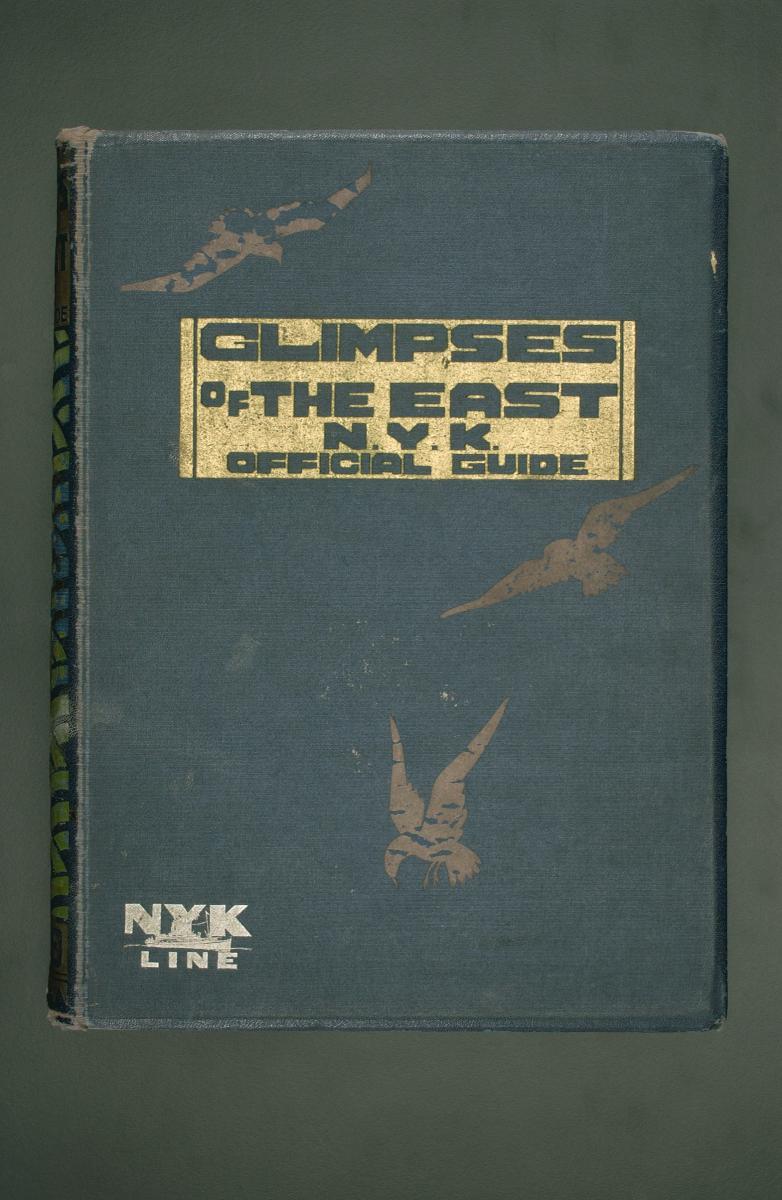 GLIMPSES
OF THE EAST
N.Y.K.
OFFICIAL GUIDE
NYK
LINE